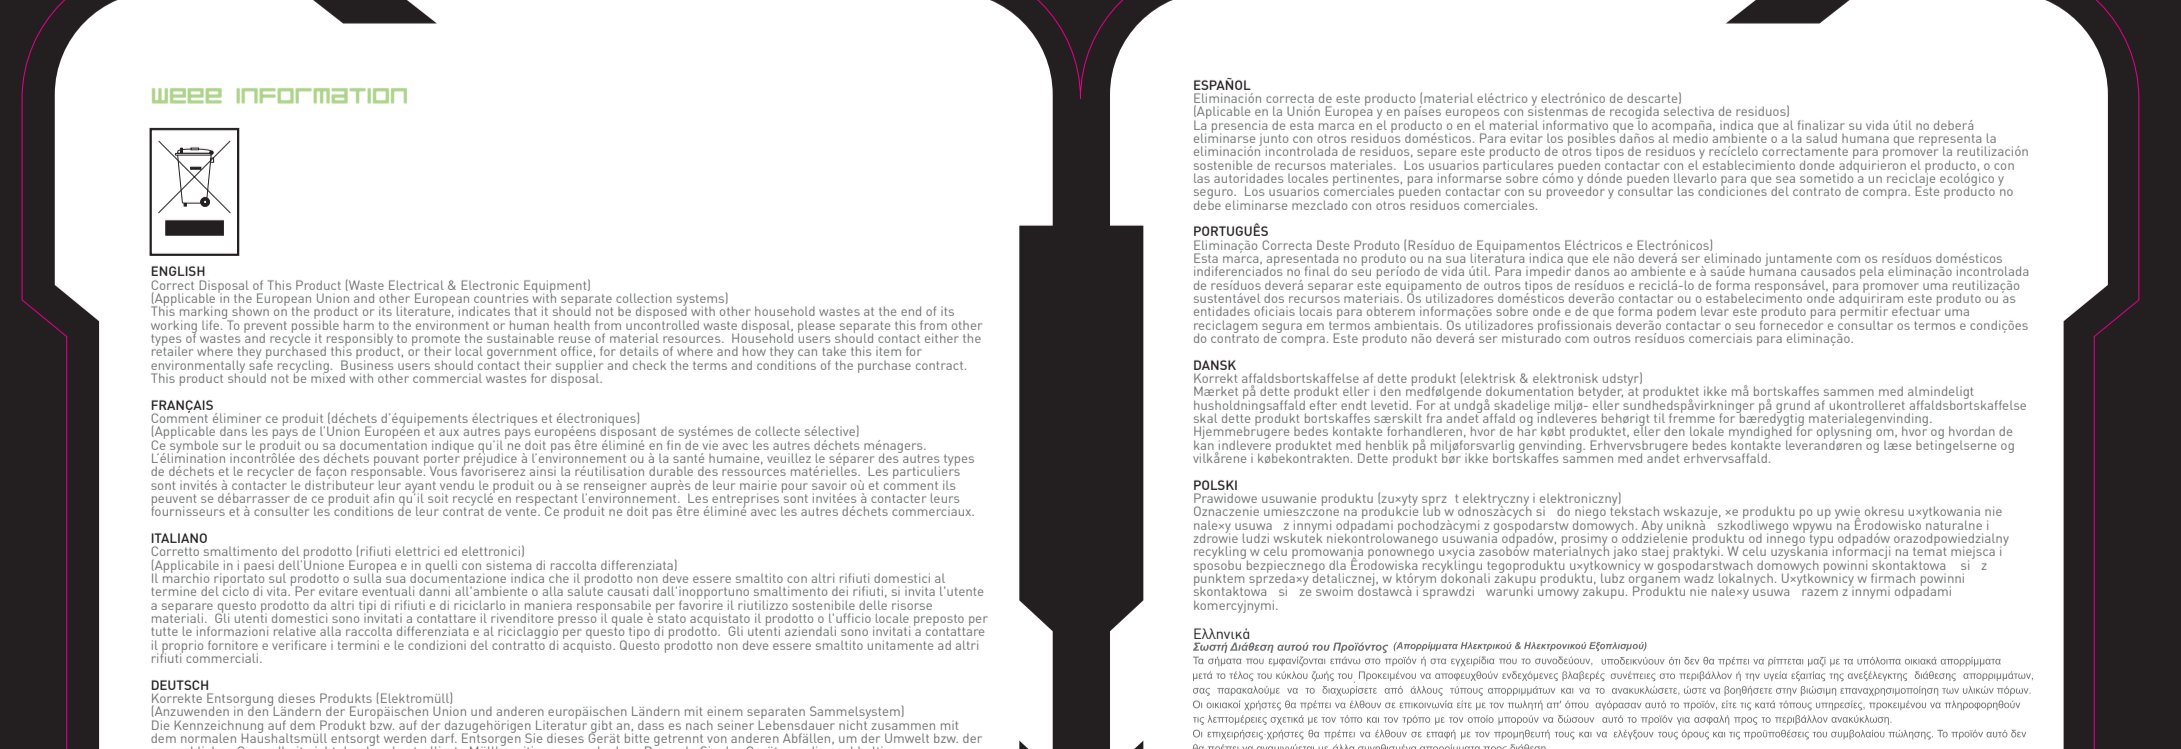 WEEE INFORMATION
ENGLISH
Correct Disposal of This Product (Waste Electrical & Electronic Equipment)
(Applicable in the European Union and other European countries with separate collection systems)
This marking shown on the product or its literature, indicates that it should not be disposed with other household wastes at the end of its
working life. To prevent possible harm to the environment or human health from uncontrolled waste disposal, please separate this from other
types of wastes and recycle it responsibly to promote the sustainable reuse of material resources.  Household users should contact either the
retailer where they purchased this product, or their local government office, for details of where and how they can take this item for
environmentally safe recycling.  Business users should contact their supplier and check the terms and conditions of the purchase contract.
This product should not be mixed with other commercial wastes for disposal.
FRANÇAIS
Comment éliminer ce produit (déchets d'équipements électriques et électroniques)
(Applicable dans les pays de l'Union Européen et aux autres pays européens disposant de systémes de collecte sélective)
Ce symbole sur le produit ou sa documentation indique qu'il ne doit pas être éliminé en fin de vie avec les autres déchets ménagers.
L'élimination incontrôlée des déchets pouvant porter préjudice à l'environnement ou à la santé humaine, veuillez le séparer des autres types
de déchets et le recycler de façon responsable. Vous favoriserez ainsi la réutilisation durable des ressources matérielles.  Les particuliers
sont invités à contacter le distributeur leur ayant vendu le produit ou à se renseigner auprès de leur mairie pour savoir où et comment ils
peuvent se débarrasser de ce produit afin qu'il soit recyclé en respectant l'environnement.  Les entreprises sont invitées à contacter leurs
fournisseurs et à consulter les conditions de leur contrat de vente. Ce produit ne doit pas être éliminé avec les autres déchets commerciaux.
ITALIANO
Corretto smaltimento del prodotto (rifiuti elettrici ed elettronici)
(Applicabile in i paesi dell'Unione Europea e in quelli con sistema di raccolta differenziata)
Il marchio riportato sul prodotto o sulla sua documentazione indica che il prodotto non deve essere smaltito con altri rifiuti domestici al
termine del ciclo di vita. Per evitare eventuali danni all'ambiente o alla salute causati dall'inopportuno smaltimento dei rifiuti, si invita l'utente
a separare questo prodotto da altri tipi di rifiuti e di riciclarlo in maniera responsabile per favorire il riutilizzo sostenibile delle risorse
materiali.  Gli utenti domestici sono invitati a contattare il rivenditore presso il quale è stato acquistato il prodotto o l'ufficio locale preposto per
tutte le informazioni relative alla raccolta differenziata e al riciclaggio per questo tipo di prodotto.  Gli utenti aziendali sono invitati a contattare
il proprio fornitore e verificare i termini e le condizioni del contratto di acquisto. Questo prodotto non deve essere smaltito unitamente ad altri
rifiuti commerciali.
DEUTSCH
Korrekte Entsorgung dieses Produkts (Elektromüll)
(Anzuwenden in den Ländern der Europäischen Union und anderen europäischen Ländern mit einem separaten Sammelsystem)
Die Kennzeichnung auf dem Produkt bzw. auf der dazugehörigen Literatur gibt an, dass es nach seiner Lebensdauer nicht zusammen mit
dem normalen Haushaltsmüll entsorgt werden darf. Entsorgen Sie dieses Gerät bitte getrennt von anderen Abfällen, um der Umwelt bzw. der
ESPAÑOL
Eliminación correcta de este producto (material eléctrico y electrónico de descarte)
(Aplicable en la Unión Europea y en países europeos con sistenmas de recogida selectiva de residuos)
La presencia de esta marca en el producto o en el material informativo que lo acompaña, indica que al finalizar su vida útil no deberá
eliminarse junto con otros residuos domésticos. Para evitar los posibles daños al medio ambiente o a la salud humana que representa la
eliminación incontrolada de residuos, separe este producto de otros tipos de residuos y recíclelo correctamente para promover la reutilización
sostenible de recursos materiales.  Los usuarios particulares pueden contactar con el establecimiento donde adquirieron el producto, o con
las autoridades locales pertinentes, para informarse sobre cómo y dónde pueden llevarlo para que sea sometido a un reciclaje ecológico y
seguro.  Los usuarios comerciales pueden contactar con su proveedor y consultar las condiciones del contrato de compra. Este producto no
debe eliminarse mezclado con otros residuos comerciales.
PORTUGUÊS
Eliminação Correcta Deste Produto (Resíduo de Equipamentos Eléctricos e Electrónicos)
Esta marca, apresentada no produto ou na sua literatura indica que ele não deverá ser eliminado juntamente com os resíduos domésticos
indiferenciados no final do seu período de vida útil. Para impedir danos ao ambiente e à saúde humana causados pela eliminação incontrolada
de resíduos deverá separar este equipamento de outros tipos de resíduos e reciclá-lo de forma responsável, para promover uma reutilização
sustentável dos recursos materiais. Os utilizadores domésticos deverão contactar ou o estabelecimento onde adquiriram este produto ou as
entidades oficiais locais para obterem informações sobre onde e de que forma podem levar este produto para permitir efectuar uma
reciclagem segura em termos ambientais. Os utilizadores profissionais deverão contactar o seu fornecedor e consultar os termos e condições
do contrato de compra. Este produto não deverá ser misturado com outros resíduos comerciais para eliminação.
DANSK
Korrekt affaldsbortskaffelse af dette produkt (elektrisk & elektronisk udstyr)
Mærket på dette produkt eller i den medfølgende dokumentation betyder, at produktet ikke må bortskaffes sammen med almindeligt
husholdningsaffald efter endt levetid. For at undgå skadelige miljø- eller sundhedspåvirkninger på grund af ukontrolleret affaldsbortskaffelse
skal dette produkt bortskaffes særskilt fra andet affald og indleveres behørigt til fremme for bæredygtig materialegenvinding.
Hjemmebrugere bedes kontakte forhandleren, hvor de har købt produktet, eller den lokale myndighed for oplysning om, hvor og hvordan de
kan indlevere produktet med henblik på miljøforsvarlig genvinding. Erhvervsbrugere bedes kontakte leverandøren og læse betingelserne og
vilkårene i købekontrakten. Dette produkt bør ikke bortskaffes sammen med andet erhvervsaffald.
POLSKI
Prawidowe usuwanie produktu (zu×yty sprz  t elektryczny i elektroniczny)
Oznaczenie umieszczone na produkcie lub w odnoszàcych si   do niego tekstach wskazuje, ×e produktu po up ywie okresu u×ytkowania nie
nale×y usuwa   z innymi odpadami pochodzàcymi z gospodarstw domowych. Aby uniknà   szkodliwego wpywu na Êrodowisko naturalne i
zdrowie ludzi wskutek niekontrolowanego usuwania odpadów, prosimy o oddzielenie produktu od innego typu odpadów orazodpowiedzialny
recykling w celu promowania ponownego u×ycia zasobów materialnych jako staej praktyki. W celu uzyskania informacji na temat miejsca i
sposobu bezpiecznego dla Êrodowiska recyklingu tegoproduktu u×ytkownicy w gospodarstwach domowych powinni skontaktowa   si   z
punktem sprzeda×y detalicznej, w którym dokonali zakupu produktu, lubz organem wadz lokalnych. U×ytkownicy w firmach powinni
skontaktowa   si   ze swoim dostawcà i sprawdzi   warunki umowy zakupu. Produktu nie nale×y usuwa   razem z innymi odpadami
komercyjnymi.
Ελληνικά
Σωστή Διάθεση αυτού του Προϊόντος (Απορρίμματα Ηλεκτρικού & Ηλεκτρονικού Εξοπλισμού)
Τα σήματα που εμφανίζονται επάνω στο προϊόν ή στα εγχειρίδια που το συνοδεύουν,  υποδεικνύουν ότι δεν θα πρέπει να ρίπτεται μαζί με τα υπόλοιπα οικιακά απορρίμματα
μετά το τέλος του κύκλου ζωής του. Προκειμένου να αποφευχθούν ενδεχόμενες βλαβερές συνέπειες στο περιβάλλον ή την υγεία εξαιτίας της ανεξέλεγκτης διάθεσης απορριμμάτων,
σας παρακαλούμε να το διαχωρίσετε από άλλους τύπους απορριμμάτων και να το ανακυκλώσετε, ώστε να βοηθήσετε στην βιώσιμη επαναχρησιμοποίηση των υλικών πόρων.
Οι οικιακοί χρήστες θα πρέπει να έλθουν σε επικοινωνία είτε με τον πωλητή απ' όπου αγόρασαν αυτό το προϊόν, είτε τις κατά τόπους υπηρεσίες, προκειμένου να πληροφορηθούν
τις λεπτομέρειες σχετικά με τον τόπο και τον τρόπο με τον οποίο μπορούν να δώσουν αυτό το προϊόν για ασφαλή προς το περιβάλλον ανακύκλωση.
Οι επιχειρήσεις-χρήστες θα πρέπει να έλθουν σε επαφή με τον προμηθευτή τους και να ελέγξουν τους όρους και τις προϋποθέσεις του συμβολαίου πώλησης. Το προϊόν αυτό δεν
θα πρέπει να αναμιγνύεται με άλλα συνηθισμένα απορρίμματα προς διάθεση.